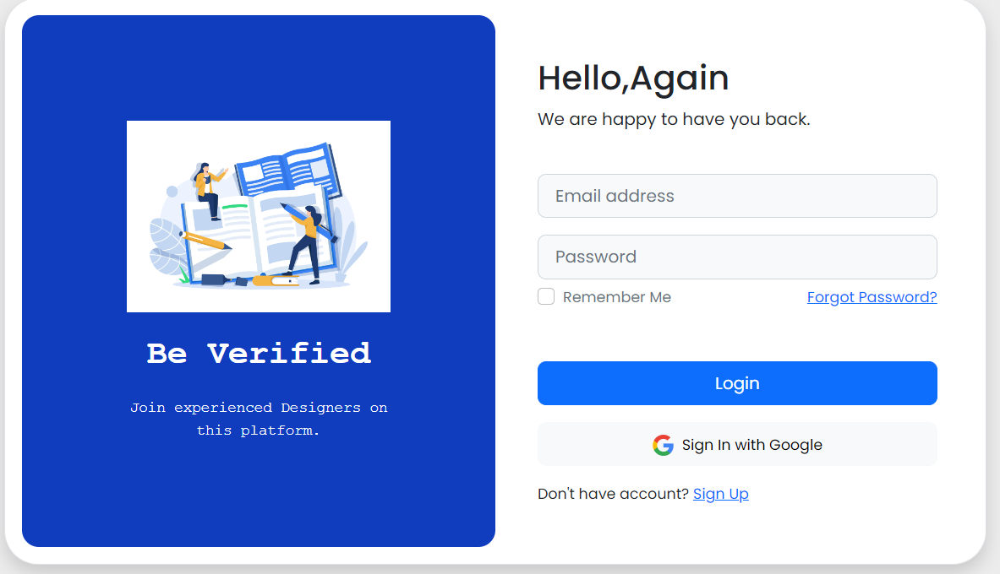 Be Verified
Join experienced Designers on
this platform.
Hello,Again
We are happy to have you back.
Email address
Password
Remember Me
Forgot Password?
Login
Sign In with Google
Don't have account? Sign Up